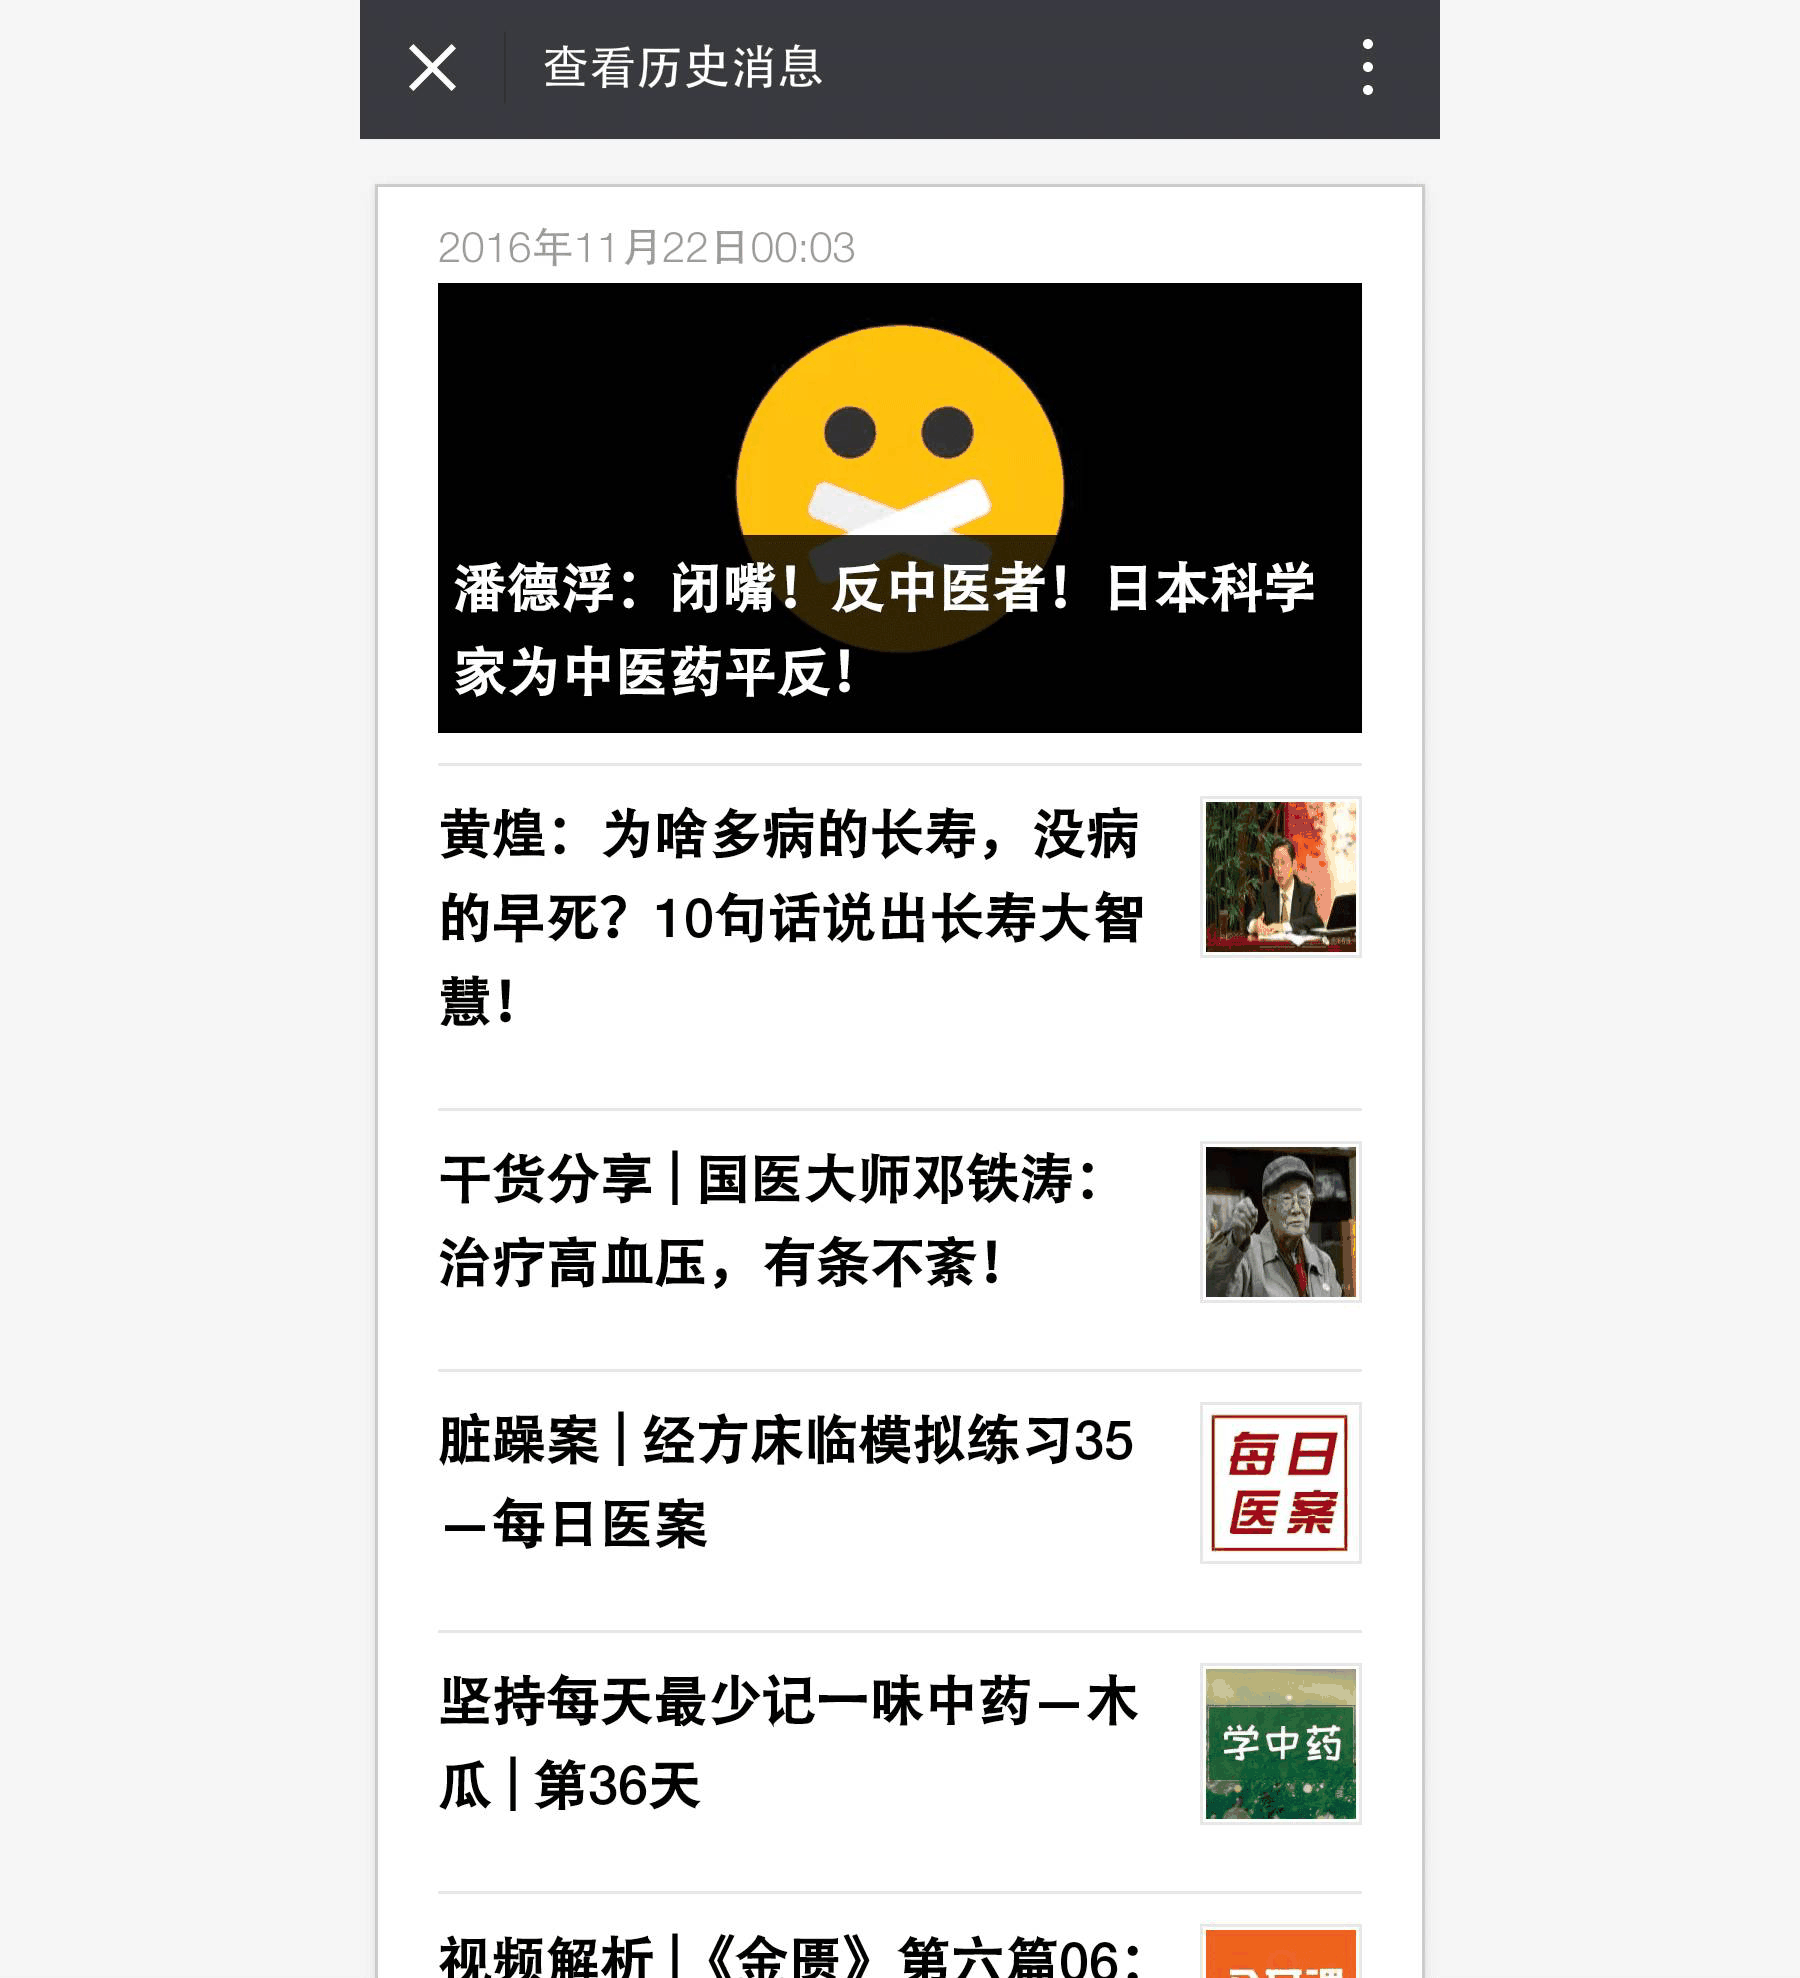 查看历史消息
2016年11月22日00:03
潘德浮：闭嘴！反中医者！日本科学
家为中医药平反！
黄煌：为啥多病的长寿，没病
的早死？10句话说出长寿大智
慧！
干货分享 | 国医大师邓铁涛：
治疗高血压，有条不紊！
脏躁案 | 经方床临模拟练习35
—每日医案
每日
医案
坚持每天最少记一味中药—木
瓜 | 第36天
学中药
视频解析 |《金匮》第六篇06：